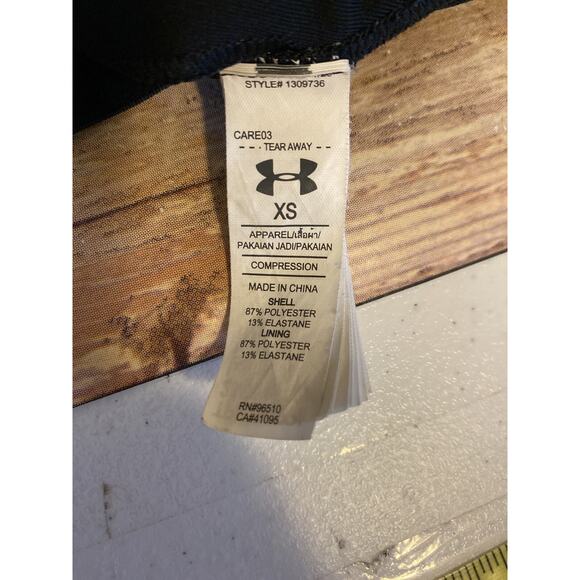 STYLE# 1309736
CARE03
- - - TEAR AWAY - - -
XS
APPAREL/เสื้อผ้า/
PAKAIAN JADI/PAKAIAN
COMPRESSION
MADE IN CHINA
SHELL
87% POLYESTER
13% ELASTANE
LINING
87% POLYESTER
13% ELASTANE
RN#96510
CA#41095